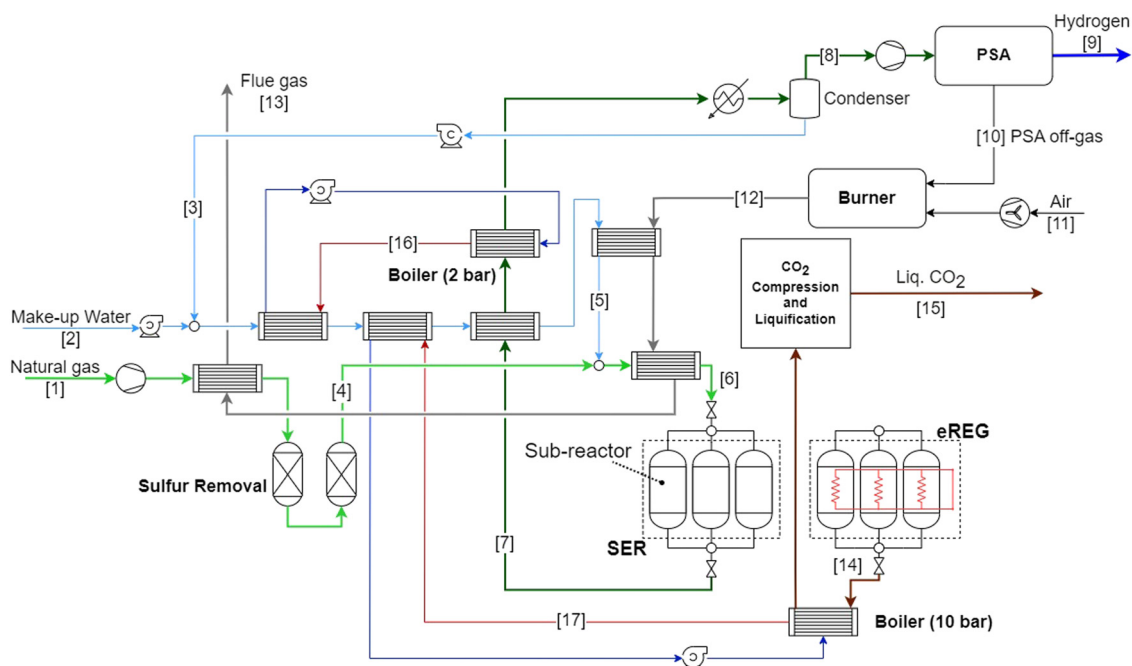 Hydrogen
[9]
PSA
[8]
Flue gas
[13]
Condenser
C
[10] PSA off-gas
[3]
C
[12]
Burner
Air
[11]
[16]
Boiler (2 bar)
CO2
Compression
and
Liquification
Liq. CO2
[15]
[5]
Make-up Water
[2]
C
Natural gas
[1]
[4]
[6]
eREG
Sub-reactor
Sulfur Removal
[7]
SER
[14]
[17]
Boiler (10 bar)
C